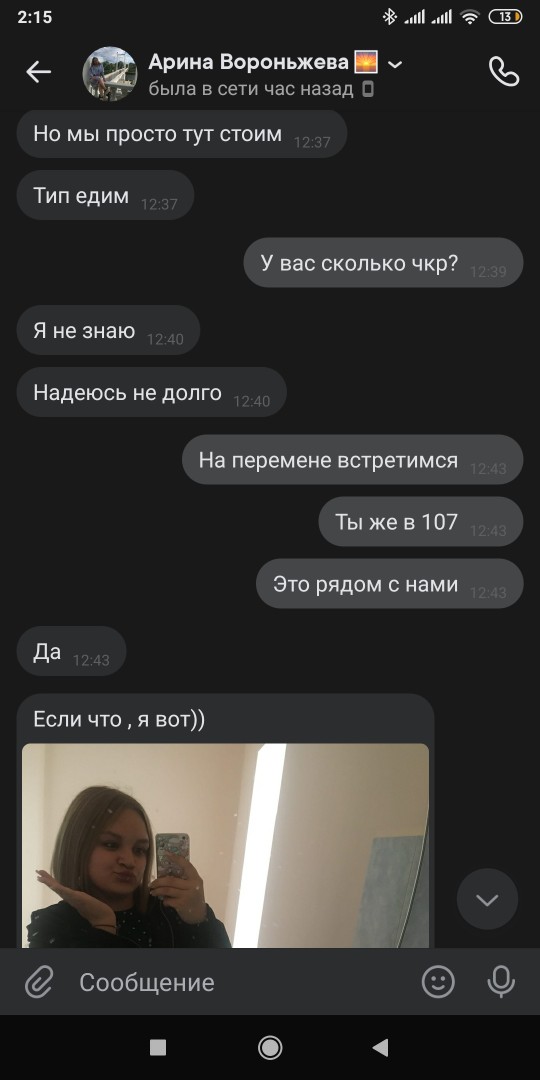 2:15
13
Арина Вороньжева
была в сети час назад
Но мы просто тут стоим 12:37
Тип едим 12:37
У вас сколько чкр? 12:39
Я не знаю 12:40
Надеюсь не долго 12:40
На перемене встретимся 12:43
Ты же в 107 12:43
Это рядом с нами 12:43
Да 12:43
Если что , я вот))
Сообщение